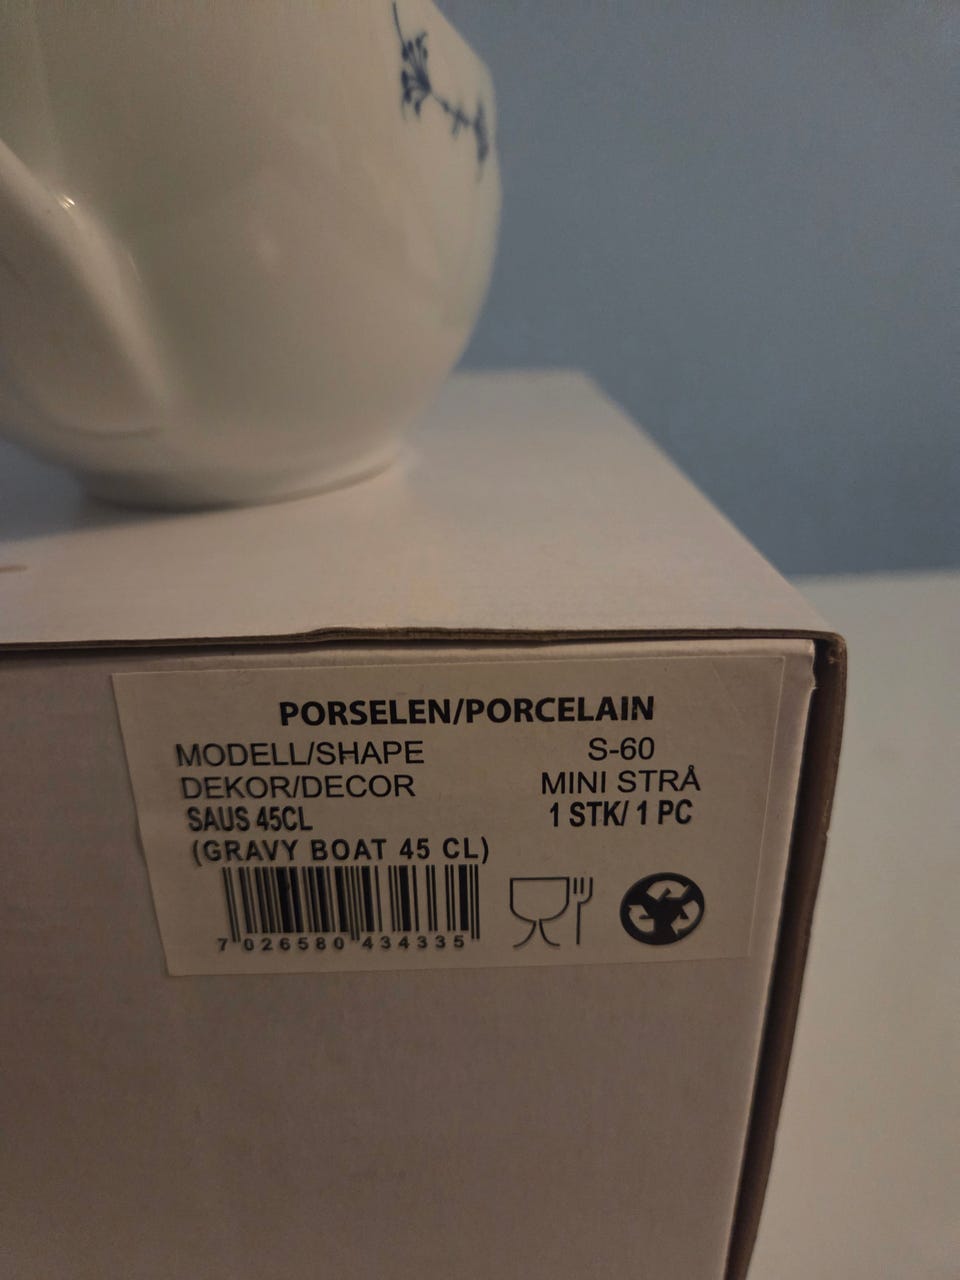 PORSELEN/PORCELAIN
MODELL/SHAPE S-60
DEKOR/DECOR MINI STRÅ
SAUS 45CL 1 STK/ 1 PC
(GRAVY BOAT 45 CL)
7 026580 434335